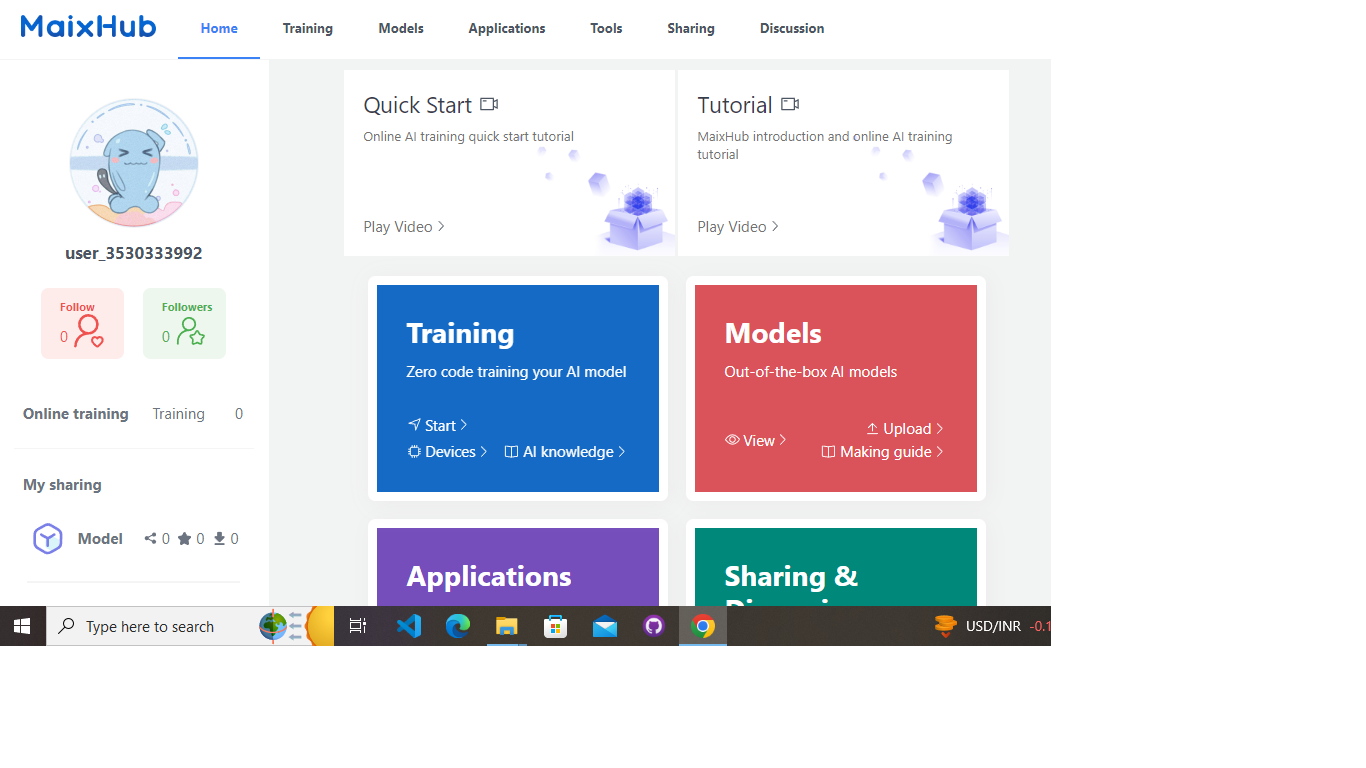 MaixHub Home Training Models Applications Tools Sharing Discussion
user_3530333992
Follow Followers
0 0
Online training Training 0
My sharing
Model 0 0 0
Quick Start
Online AI training quick start tutorial
Play Video
Tutorial
MaixHub introduction and online AI training
tutorial
Play Video
Training
Zero code training your AI model
Start
Devices AI knowledge
Models
Out-of-the-box AI models
View
Upload
Making guide
Applications
Sharing &
Type here to search
USD/INR -0.1